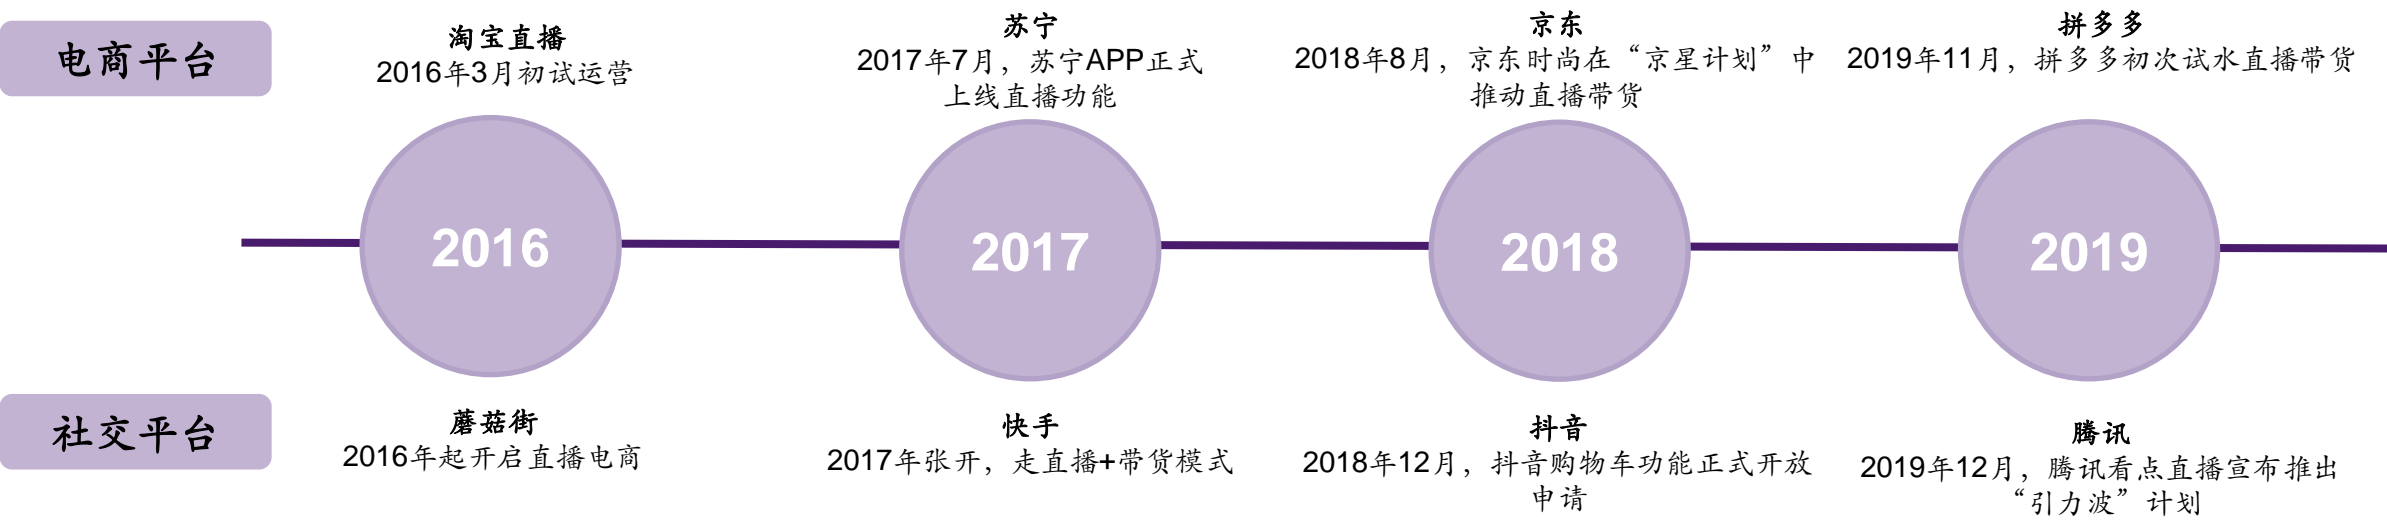 电商平台
淘宝直播
2016年3月初试运营
苏宁
2017年7月，苏宁APP正式
上线直播功能
京东
2018年8月，京东时尚在“京星计划”中
推动直播带货
拼多多
2019年11月，拼多多初次试水直播带货
2016
2017
2018
2019
社交平台
蘑菇街
2016年起开启直播电商
快手
2017年张开，走直播+带货模式
抖音
2018年12月，抖音购物车功能正式开放
申请
腾讯
2019年12月，腾讯看点直播宣布推出
“引力波”计划